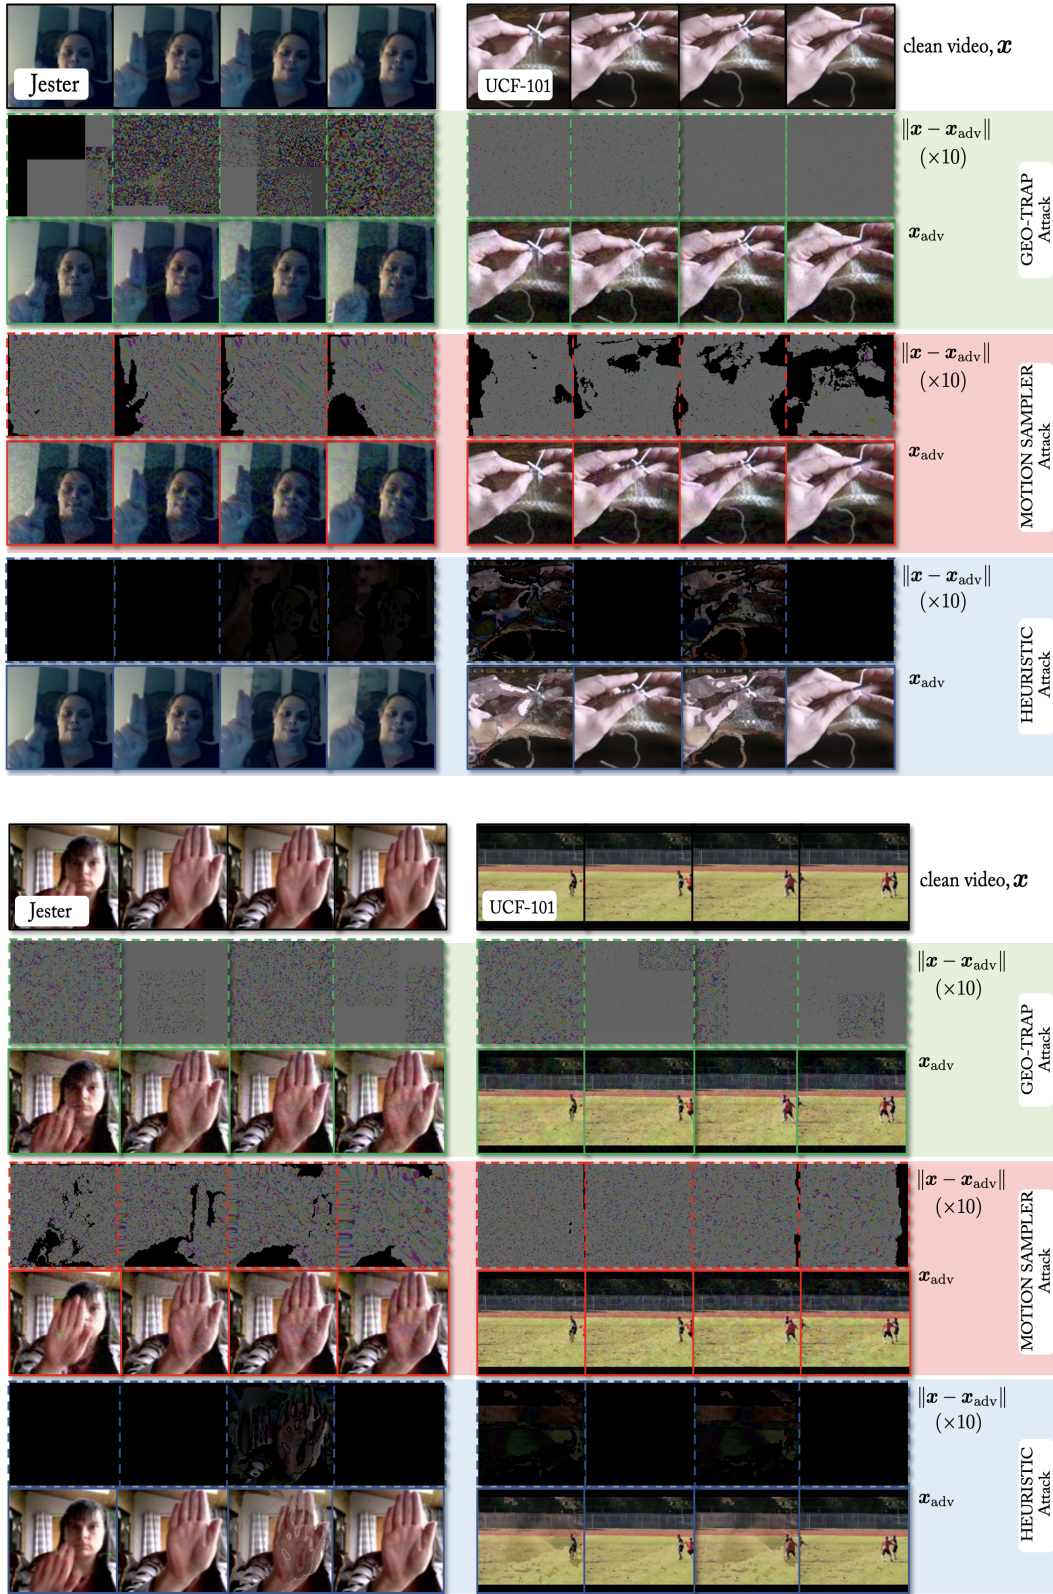 Jester
UCF-101
clean video, x
‖x − x_adv‖
(×10)
x_adv
GEO-TRAP
Attack
‖x − x_adv‖
(×10)
x_adv
MOTION SAMPLER
Attack
‖x − x_adv‖
(×10)
x_adv
HEURISTIC
Attack
Jester
UCF-101
clean video, x
‖x − x_adv‖
(×10)
x_adv
GEO-TRAP
Attack
‖x − x_adv‖
(×10)
x_adv
MOTION SAMPLER
Attack
‖x − x_adv‖
(×10)
x_adv
HEURISTIC
Attack